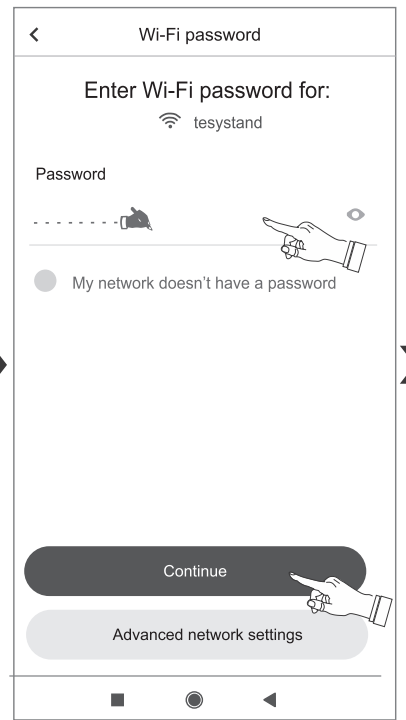 Wi-Fi password
Enter Wi-Fi password for:
tesystand
Password
My network doesn't have a password
Continue
Advanced network settings